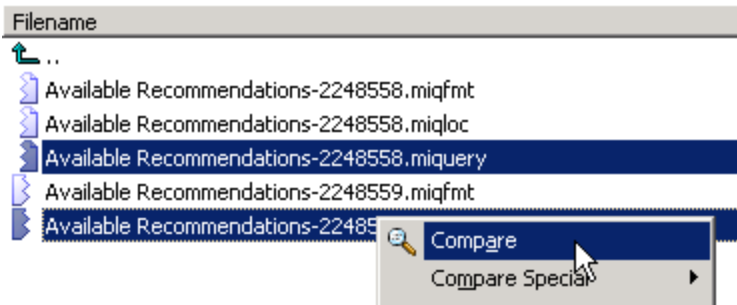 Filename
..
Available Recommendations-2248558.miqfmt
Available Recommendations-2248558.miqloc
Available Recommendations-2248558.miquery
Available Recommendations-2248559.miqfmt
Available Recommendations-22485
Compare
Compare Special